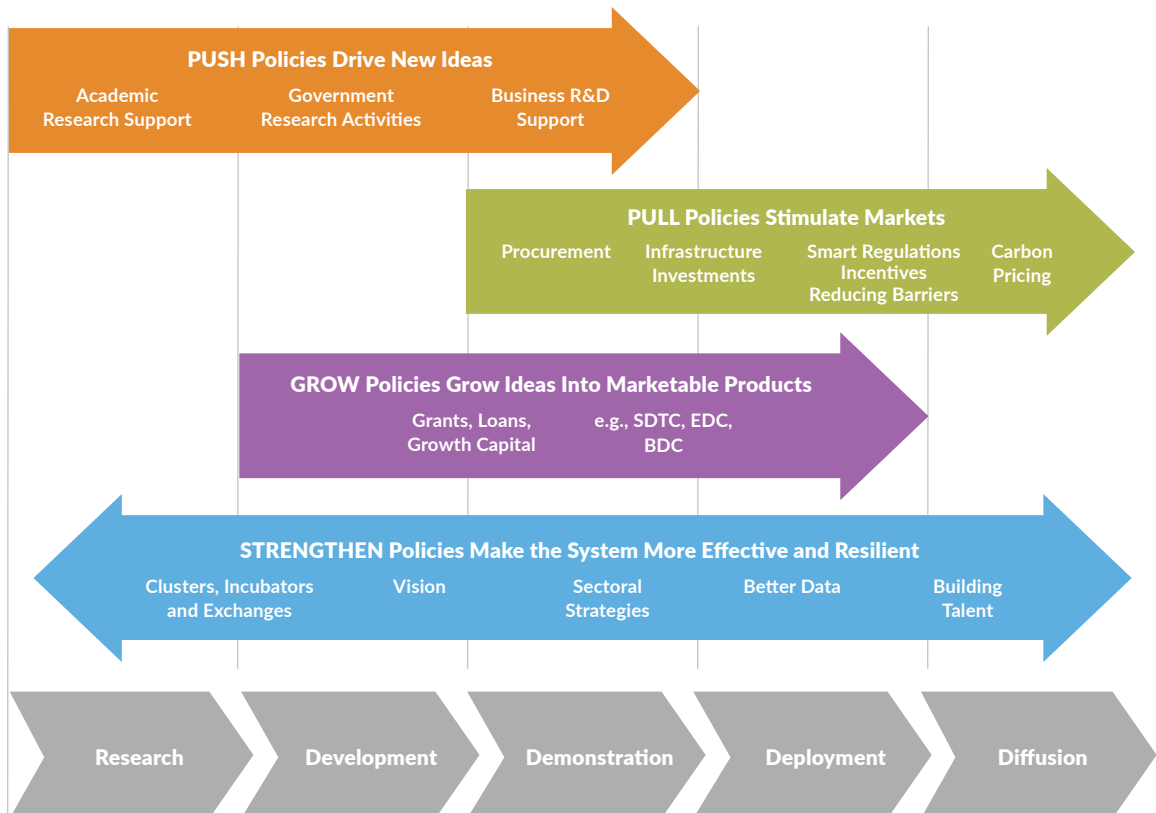 PUSH Policies Drive New Ideas
Academic
Research Support
Government
Research Activities
Business R&D
Support
PULL Policies Stimulate Markets
Procurement
Infrastructure
Investments
Smart Regulations
Incentives
Reducing Barriers
Carbon
Pricing
GROW Policies Grow Ideas Into Marketable Products
Grants, Loans,
Growth Capital
e.g., SDTC, EDC,
BDC
STRENGTHEN Policies Make the System More Effective and Resilient
Clusters, Incubators
and Exchanges
Vision
Sectoral
Strategies
Better Data
Building
Talent
Research
Development
Demonstration
Deployment
Diffusion